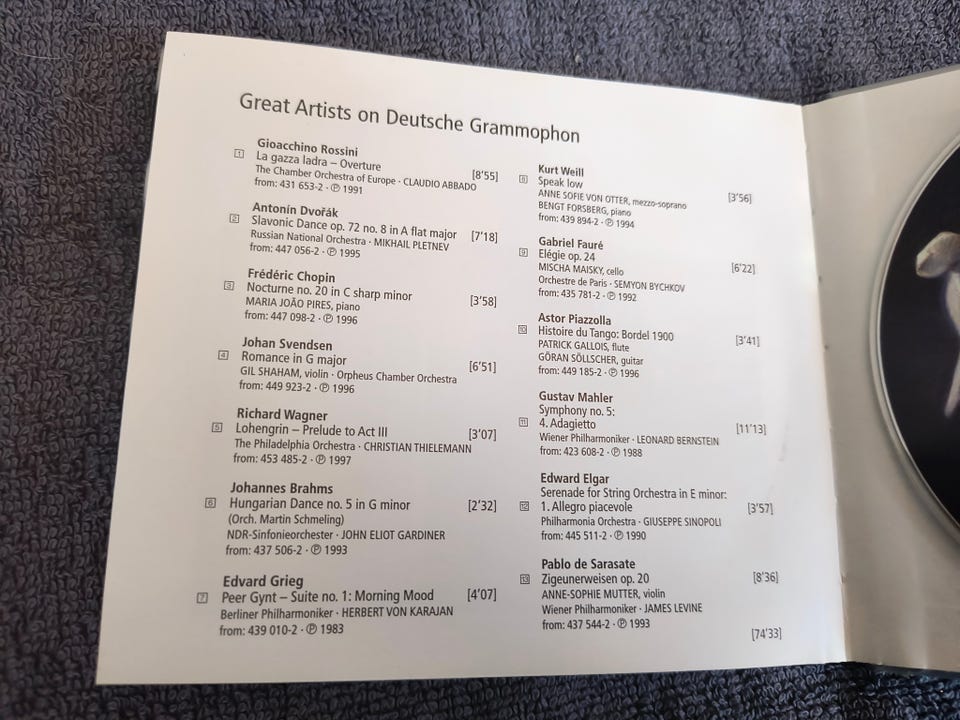 Great Artists on Deutsche Grammophon
1
Gioacchino Rossini
La gazza ladra – Overture [8'55]
The Chamber Orchestra of Europe · CLAUDIO ABBADO
from: 431 653-2 · ℗ 1991
2
Antonín Dvořák
Slavonic Dance op. 72 no. 8 in A flat major [7'18]
Russian National Orchestra · MIKHAIL PLETNEV
from: 447 056-2 · ℗ 1995
3
Frédéric Chopin
Nocturne no. 20 in C sharp minor [3'58]
MARIA JOÃO PIRES, piano
from: 447 098-2 · ℗ 1996
4
Johan Svendsen
Romance in G major [6'51]
GIL SHAHAM, violin · Orpheus Chamber Orchestra
from: 449 923-2 · ℗ 1996
5
Richard Wagner
Lohengrin – Prelude to Act III [3'07]
The Philadelphia Orchestra · CHRISTIAN THIELEMANN
from: 453 485-2 · ℗ 1997
6
Johannes Brahms
Hungarian Dance no. 5 in G minor [2'32]
(Orch. Martin Schmeling)
NDR-Sinfonieorchester · JOHN ELIOT GARDINER
from: 437 506-2 · ℗ 1993
7
Edvard Grieg
Peer Gynt – Suite no. 1: Morning Mood [4'07]
Berliner Philharmoniker · HERBERT VON KARAJAN
from: 439 010-2 · ℗ 1983
8
Kurt Weill
Speak low [3'56]
ANNE SOFIE VON OTTER, mezzo-soprano
BENGT FORSBERG, piano
from: 439 894-2 · ℗ 1994
9
Gabriel Fauré
Elégie op. 24 [6'22]
MISCHA MAISKY, cello
Orchestre de Paris · SEMYON BYCHKOV
from: 435 781-2 · ℗ 1992
10
Astor Piazzolla
Histoire du Tango: Bordel 1900 [3'41]
PATRICK GALLOIS, flute
GÖRAN SÖLLSCHER, guitar
from: 449 185-2 · ℗ 1996
11
Gustav Mahler
Symphony no. 5:
4. Adagietto [11'13]
Wiener Philharmoniker · LEONARD BERNSTEIN
from: 423 608-2 · ℗ 1988
12
Edward Elgar
Serenade for String Orchestra in E minor:
1. Allegro piacevole [3'57]
Philharmonia Orchestra · GIUSEPPE SINOPOLI
from: 445 511-2 · ℗ 1990
13
Pablo de Sarasate
Zigeunerweisen op. 20 [8'36]
ANNE-SOPHIE MUTTER, violin
Wiener Philharmoniker · JAMES LEVINE
from: 437 544-2 · ℗ 1993
[74'33]